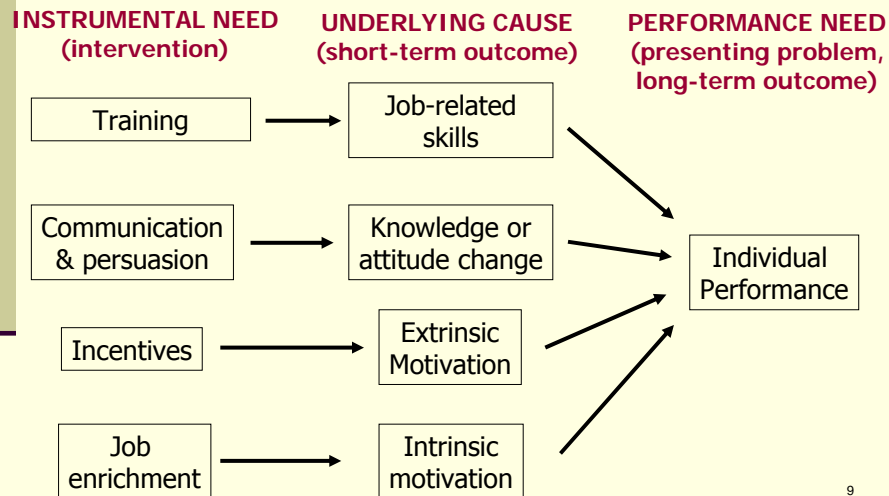 INSTRUMENTAL NEED
(intervention)
UNDERLYING CAUSE
(short-term outcome)
PERFORMANCE NEED
(presenting problem,
long-term outcome)
Training
Job-related
skills
Communication
& persuasion
Knowledge or
attitude change
Individual
Performance
Incentives
Extrinsic
Motivation
Job
enrichment
Intrinsic
motivation
9